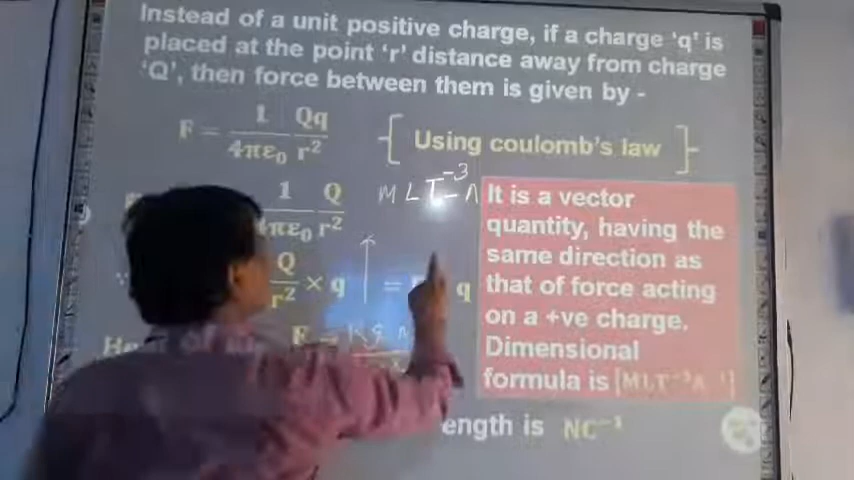 Instead of a unit positive charge, if a charge 'q' is
placed at the point 'r' distance away from charge
'Q', then force between them is given by -
F = 1/4πε₀ Qq/r²
Using coulomb's law
1/4πε₀ Q/r²
M L T⁻³ A
Q/r² × q =
q
It is a vector
quantity, having the
same direction as
that of force acting
on a +ve charge.
Dimensional
formula is [MLT⁻³A⁻¹]
ength is NC⁻¹